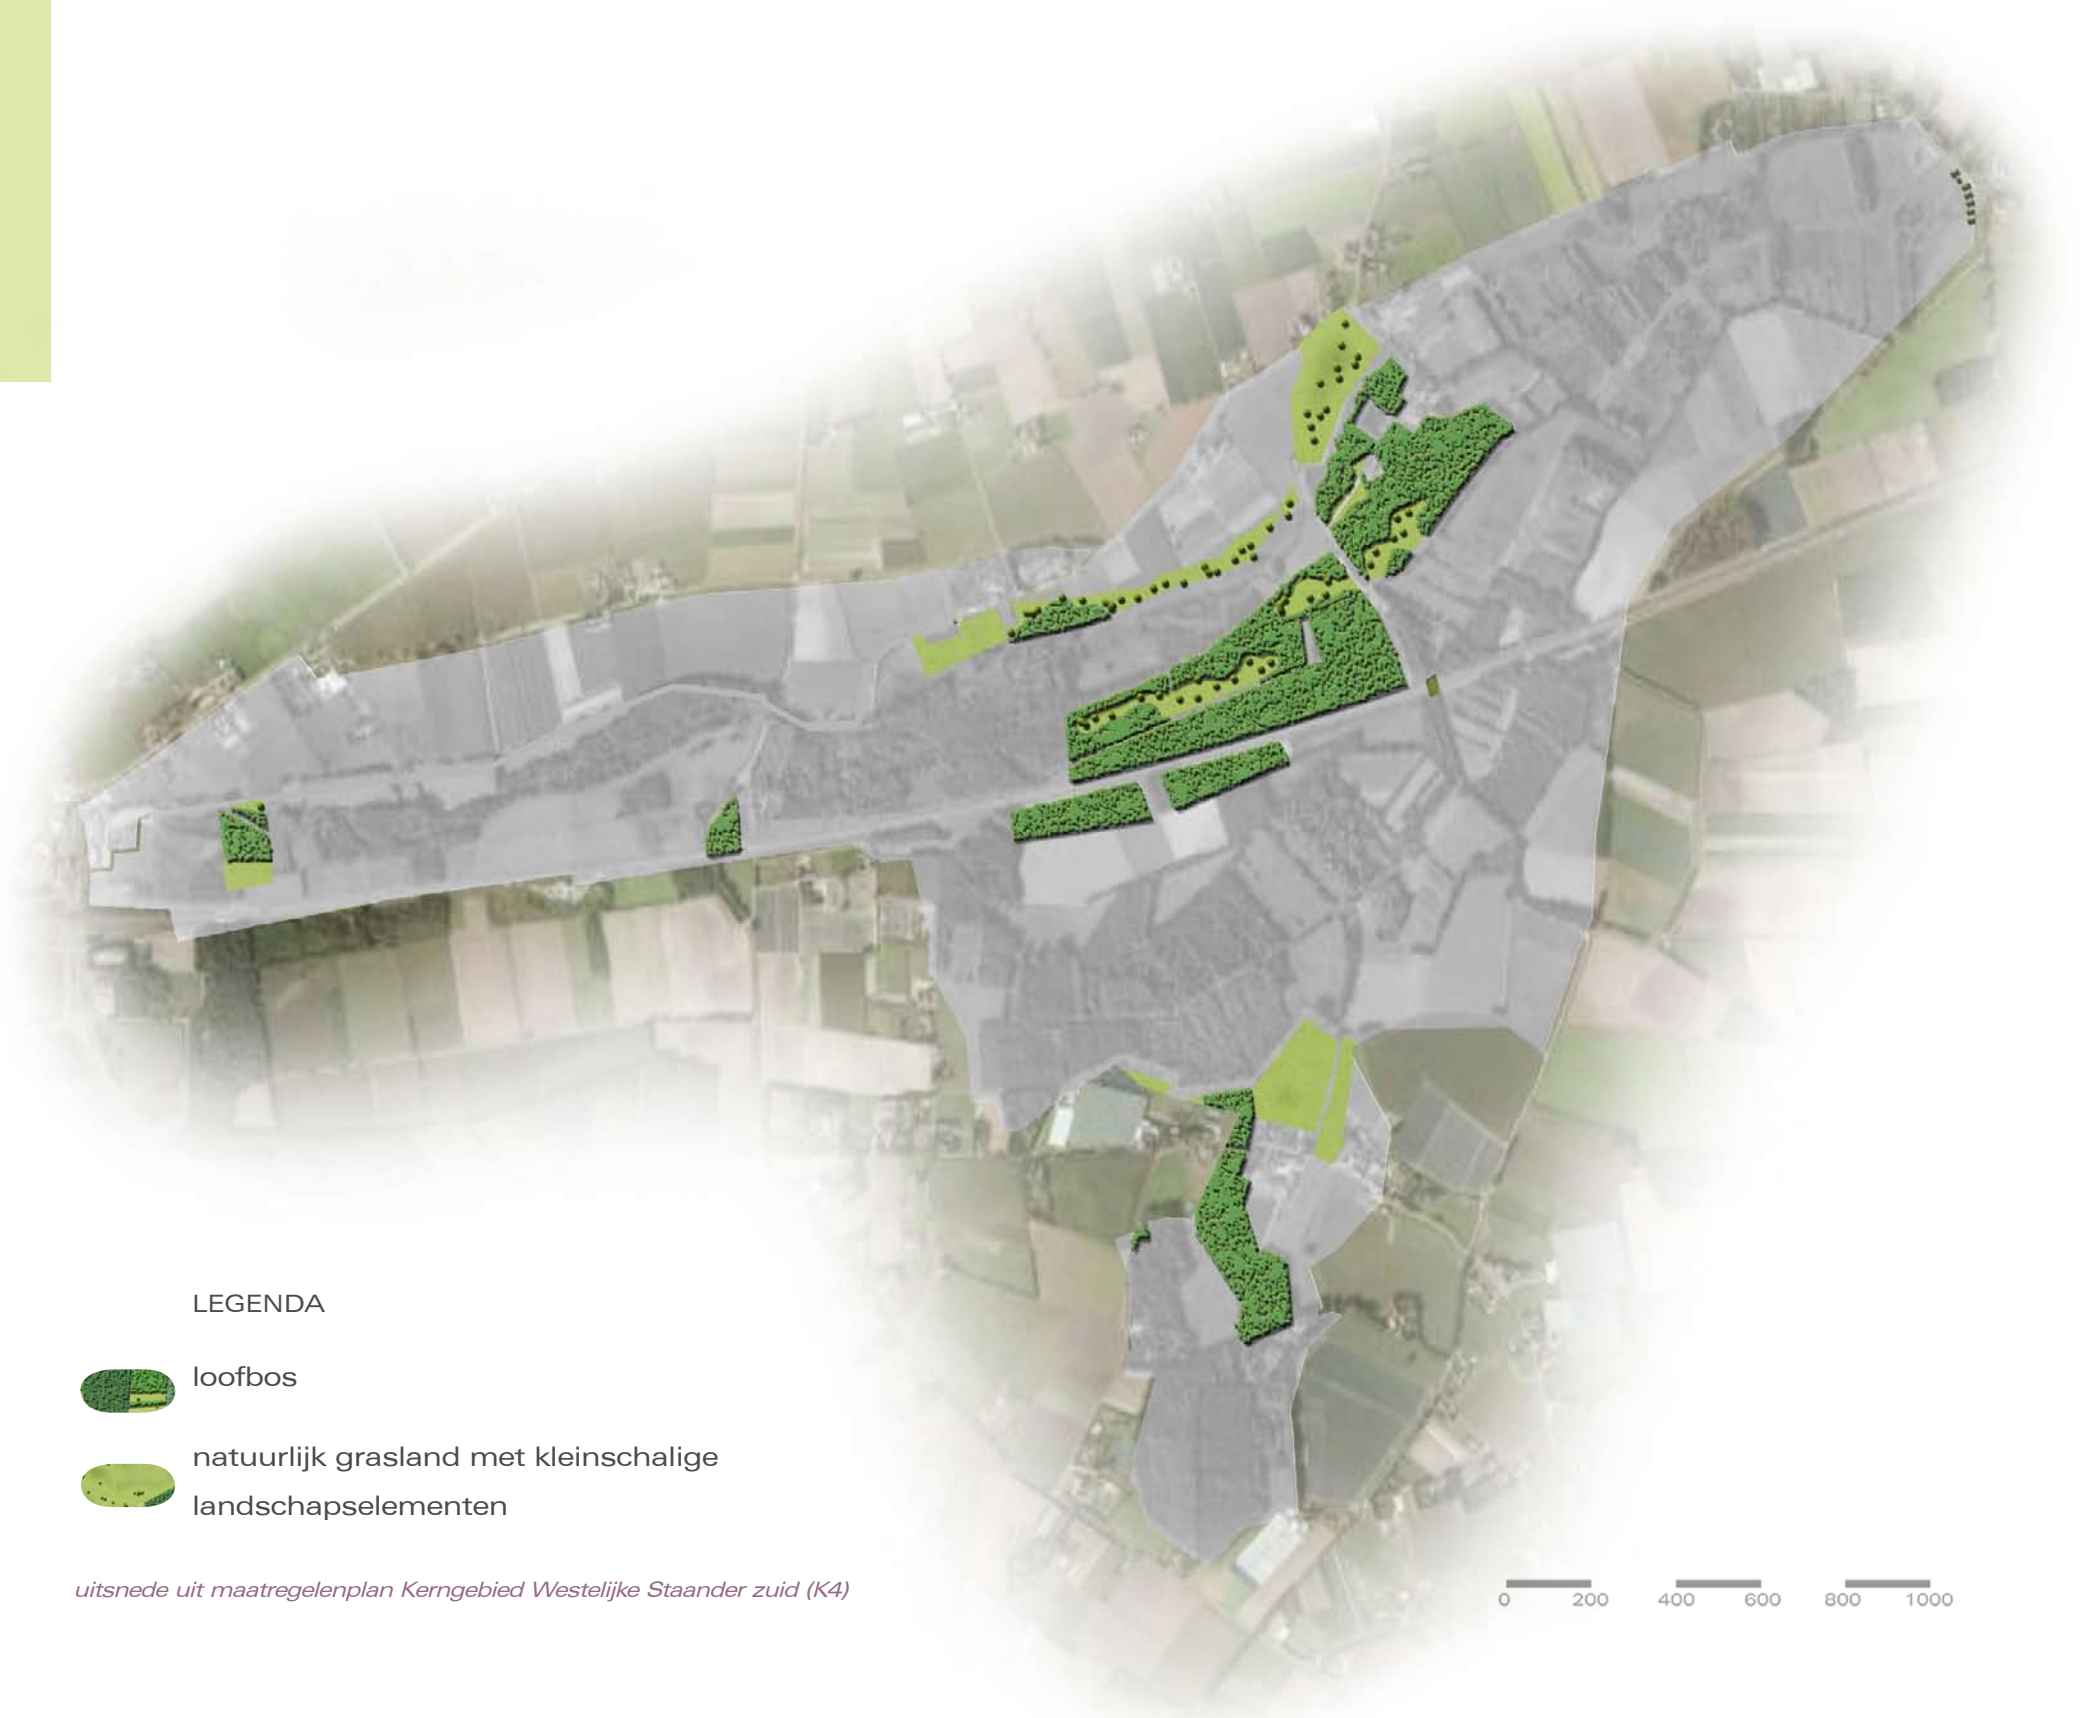 LEGENDA
loofbos
natuurlijk grasland met kleinschalige
landschapselementen
uitsnede uit maatregelenplan Kerngebied Westelijke Staander zuid (K4)
0 200 400 600 800 1000